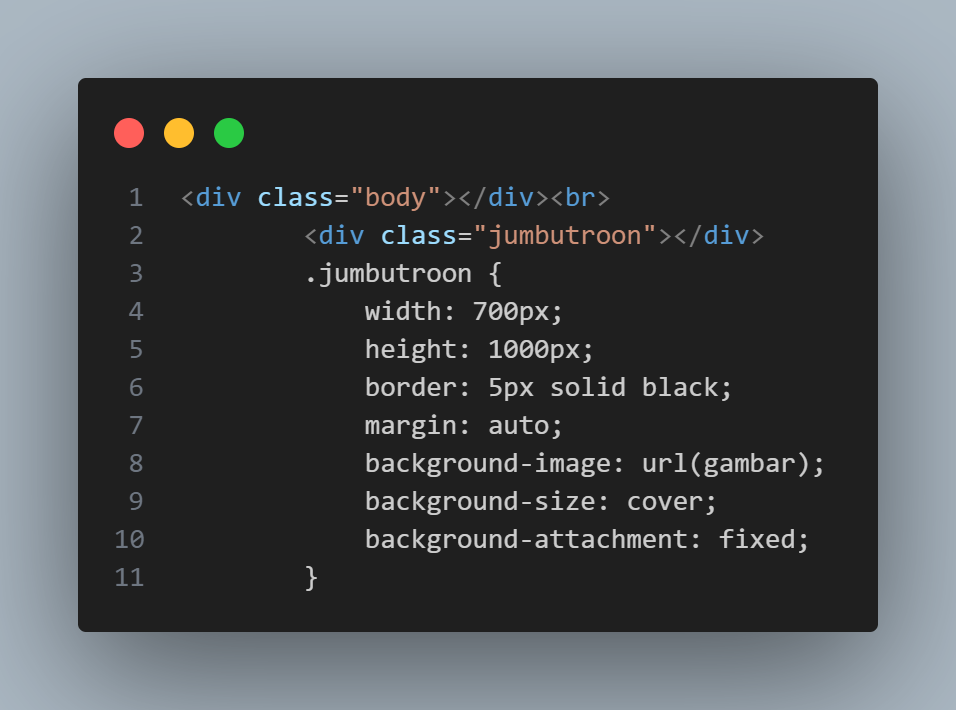 1 <div class="body"></div><br>
2 <div class="jumbutroon"></div>
3 .jumbutroon {
4 width: 700px;
5 height: 1000px;
6 border: 5px solid black;
7 margin: auto;
8 background-image: url(gambar);
9 background-size: cover;
10 background-attachment: fixed;
11 }